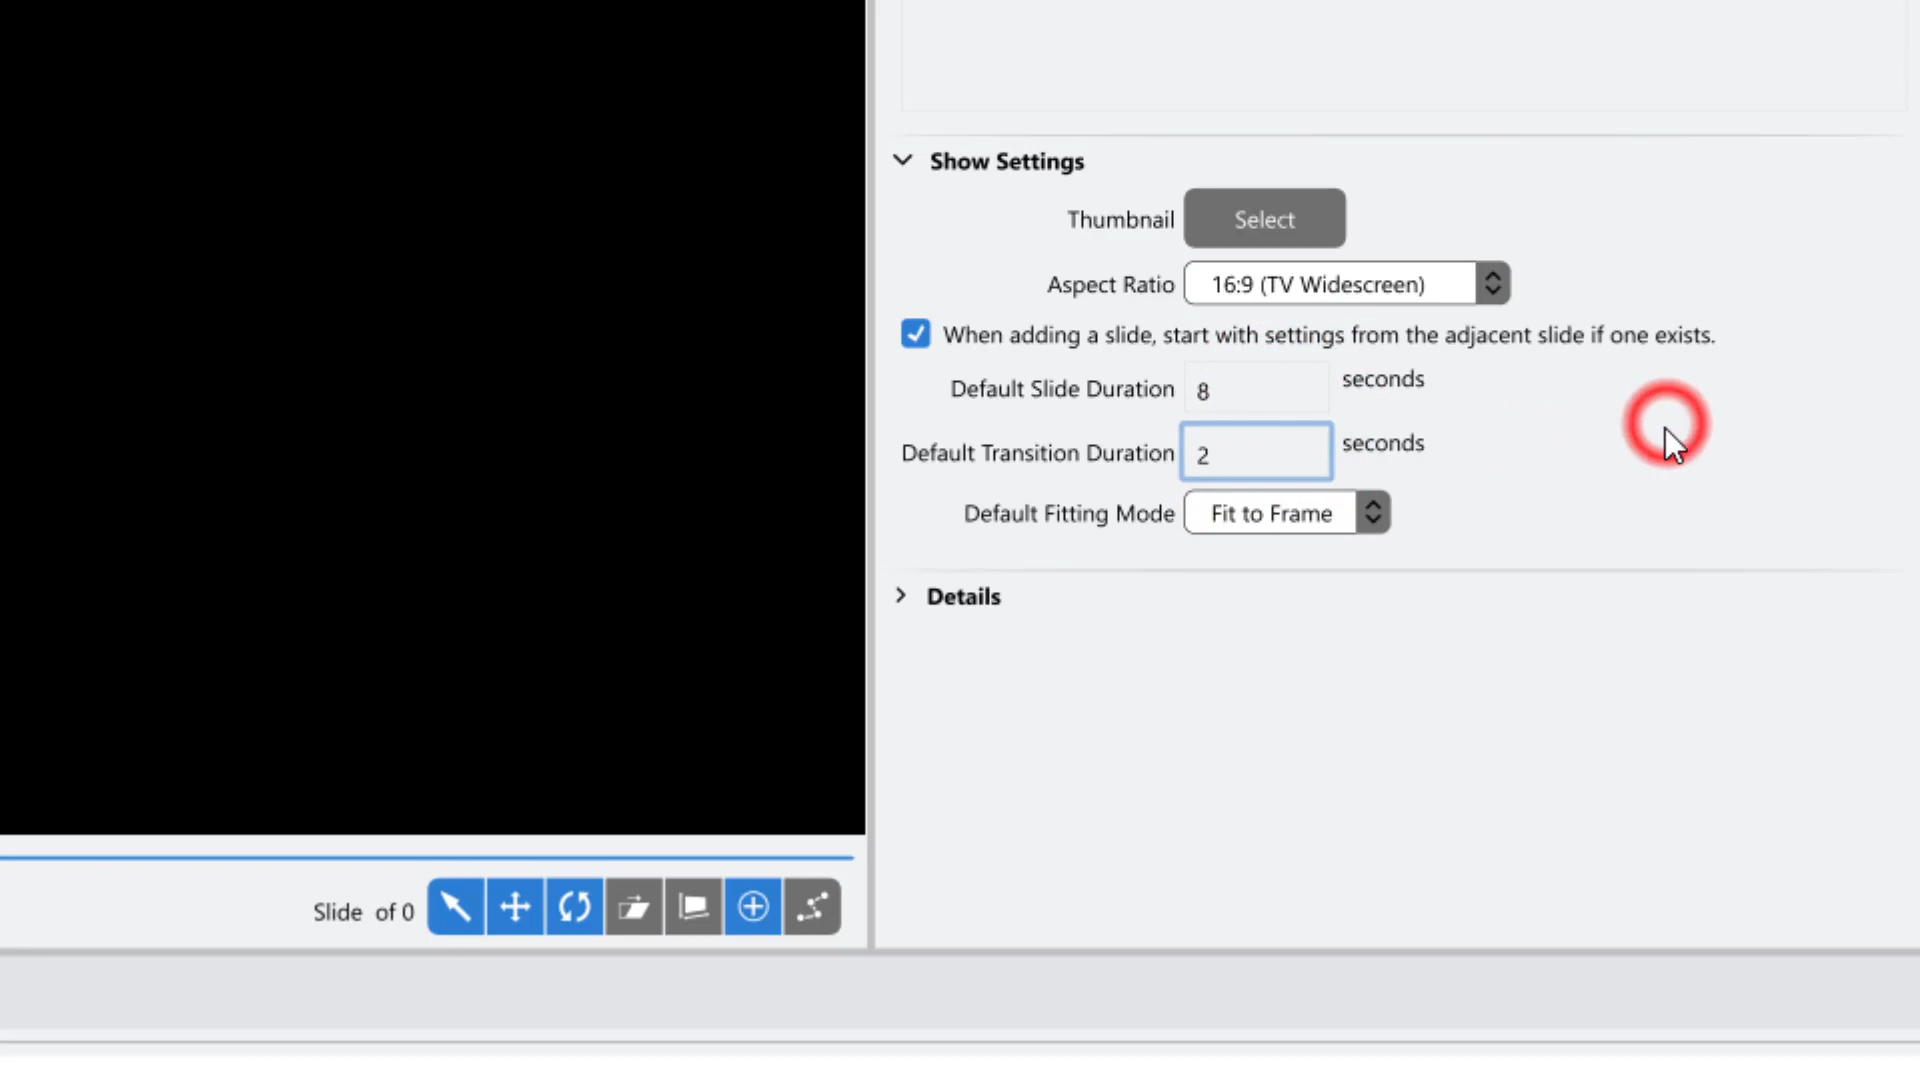 Show Settings
Thumbnail Select
Aspect Ratio 16:9 (TV Widescreen)
When adding a slide, start with settings from the adjacent slide if one exists.
Default Slide Duration 8 seconds
Default Transition Duration 2 seconds
Default Fitting Mode Fit to Frame
Details
Slide of 0